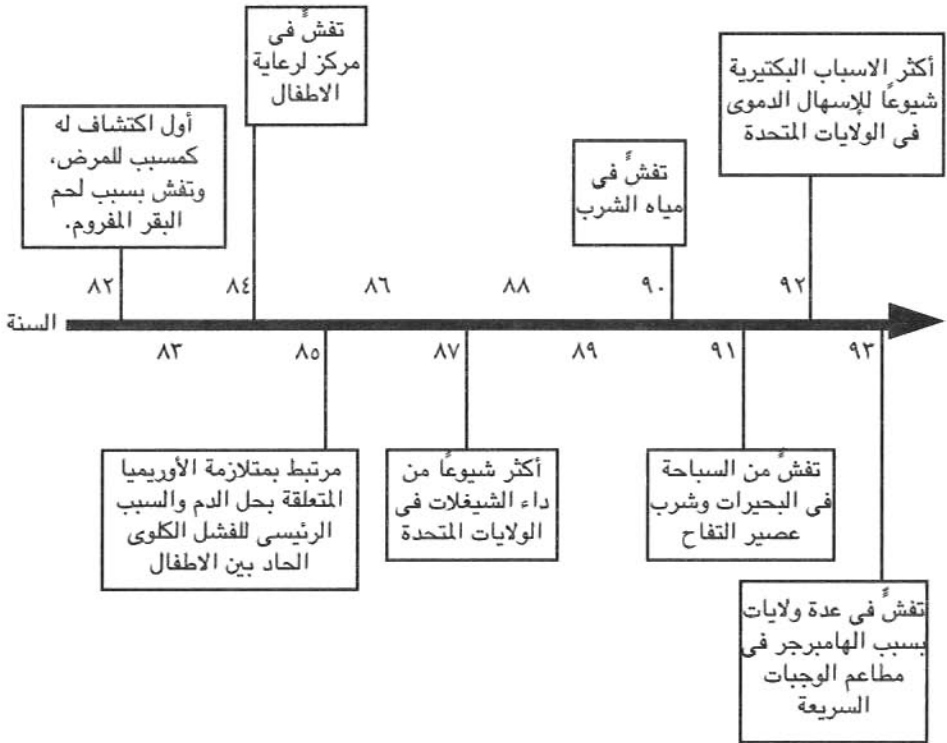 تفشٍ فى
مركز لرعاية
الاطفال
أكثر الاسباب البكتيرية
شيوعًا للإسهال الدموى
فى الولايات المتحدة
أول اكتشاف له
كمسبب للمرض،
وتفش بسبب لحم
البقر المفروم.
تفشٍ فى
مياه الشرب
٨٢ ٨٤ ٨٦ ٨٨ ٩٠ ٩٢
السنة
٨٣ ٨٥ ٨٧ ٨٩ ٩١ ٩٣
مرتبط بمتلازمة الأوريميا
المتعلقة بحل الدم والسبب
الرئيسى للفشل الكلوى
الحاد بين الاطفال
أكثر شيوعًا من
داء الشيغلات فى
الولايات المتحدة
تفشٍ من السباحة
فى البحيرات وشرب
عصير التفاح
تفشٍ فى عدة ولايات
بسبب الهامبرجر فى
مطاعم الوجبات
السريعة